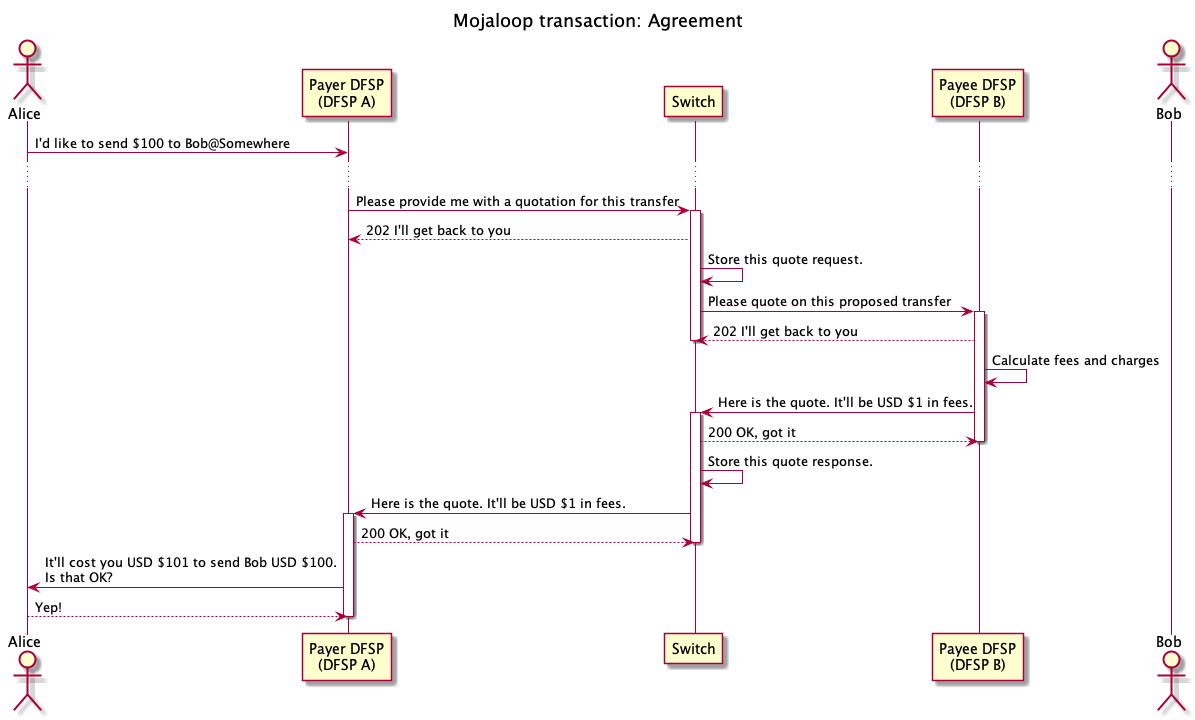 Mojaloop transaction: Agreement
Alice
Payer DFSP
(DFSP A)
Switch
Payee DFSP
(DFSP B)
Bob
I'd like to send $100 to Bob@Somewhere
Please provide me with a quotation for this transfer
202 I'll get back to you
Store this quote request.
Please quote on this proposed transfer
202 I'll get back to you
Calculate fees and charges
Here is the quote. It'll be USD $1 in fees.
200 OK, got it
Store this quote response.
Here is the quote. It'll be USD $1 in fees.
200 OK, got it
It'll cost you USD $101 to send Bob USD $100.
Is that OK?
Yep!
Alice
Payer DFSP
(DFSP A)
Switch
Payee DFSP
(DFSP B)
Bob